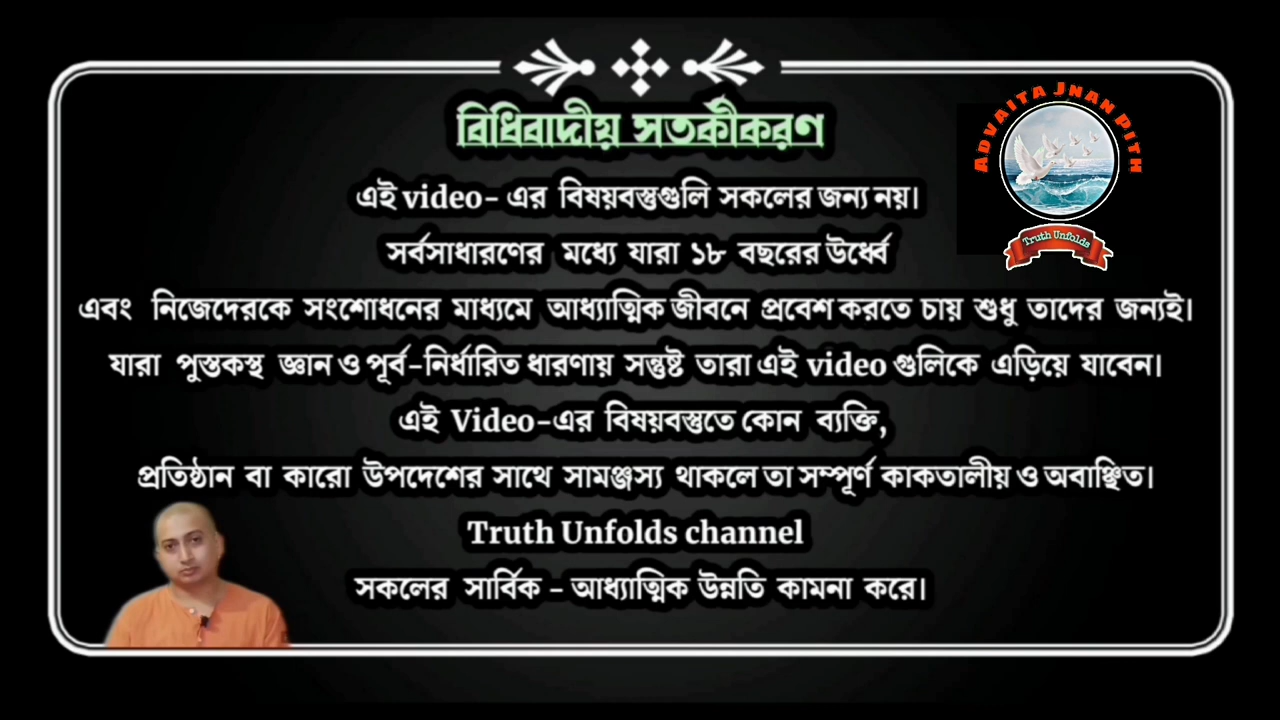 বিধিবাদীয় সতর্কীকরণ
ADVAITA JNAN PITH
Truth Unfolds
এই video- এর বিষয়বস্তুগুলি সকলের জন্য নয়।
সর্বসাধারণের মধ্যে যারা ১৮ বছরের উর্ধ্বে
এবং নিজেদেরকে সংশোধনের মাধ্যমে আধ্যাত্মিক জীবনে প্রবেশ করতে চায় শুধু তাদের জন্যই।
যারা পুস্তকস্থ জ্ঞান ও পূর্ব-নির্ধারিত ধারণায় সন্তুষ্ট তারা এই video গুলিকে এড়িয়ে যাবেন।
এই Video-এর বিষয়বস্তুতে কোন ব্যক্তি,
প্রতিষ্ঠান বা কারো উপদেশের সাথে সামঞ্জস্য থাকলে তা সম্পূর্ণ কাকতালীয় ও অবাঞ্ছিত।
Truth Unfolds channel
সকলের সার্বিক - আধ্যাত্মিক উন্নতি কামনা করে।